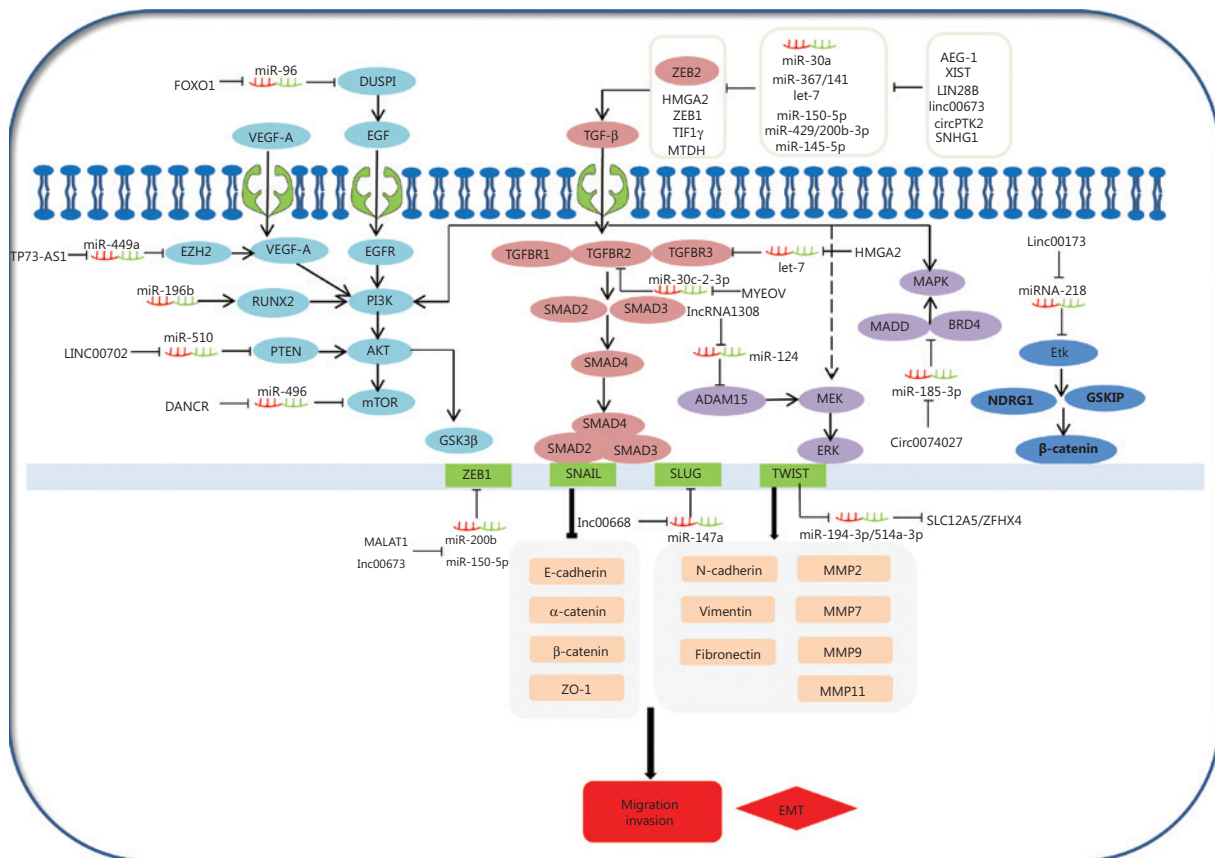 FOXO1
miR-96
DUSPI
EGF
VEGF-A
ZEB2
HMGA2
ZEB1
TIF1γ
MTDH
TGF-β
miR-30a
miR-367/141
let-7
miR-150-5p
miR-429/200b-3p
miR-145-5p
AEG-1
XIST
LIN28B
linc00673
circPTK2
SNHG1
TP73-AS1
miR-449a
EZH2
VEGF-A
EGFR
miR-196b
RUNX2
PI3K
LINC00702
miR-510
PTEN
AKT
DANCR
miR-496
mTOR
GSK3β
TGFBR1
TGFBR2
TGFBR3
let-7
HMGA2
miR-30c-2-3p
MYEOV
SMAD2
SMAD3
lncRNA1308
SMAD4
miR-124
ADAM15
MEK
ERK
SMAD4
SMAD2
SMAD3
MAPK
MADD
BRD4
miR-185-3p
Circ0074027
Linc00173
miRNA-218
Etk
NDRG1
GSKIP
β-catenin
ZEB1
SNAIL
SLUG
TWIST
MALAT1
lnc00673
miR-200b
miR-150-5p
lnc00668
miR-147a
miR-194-3p/514a-3p
SLC12A5/ZFHX4
E-cadherin
α-catenin
β-catenin
ZO-1
N-cadherin
Vimentin
Fibronectin
MMP2
MMP7
MMP9
MMP11
Migration
invasion
EMT